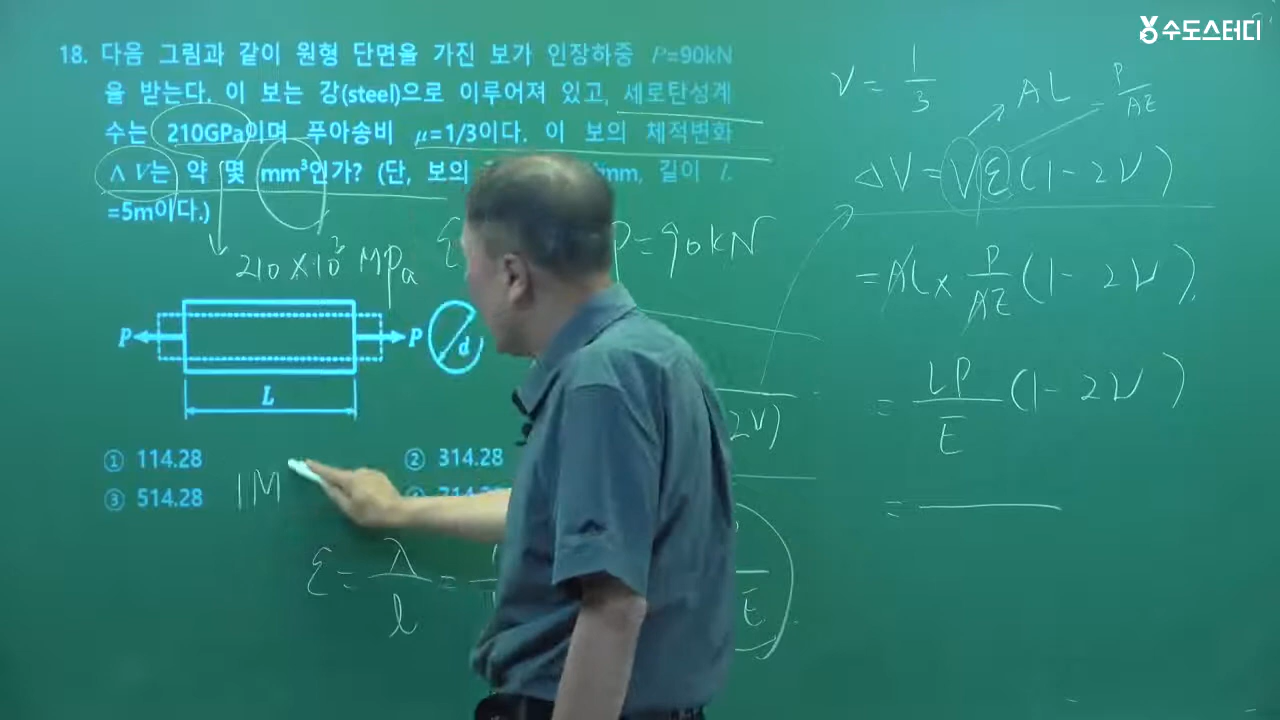 수도스터디
18. 다음 그림과 같이 원형 단면을 가진 보가 인장하중 P=90kN
을 받는다. 이 보는 강(steel)으로 이루어져 있고, 세로탄성계
수는 210GPa이며 푸아송비 μ=1/3이다. 이 보의 체적변화
ΔV는 약 몇 mm³인가? (단, 보의 mm, 길이 L
=5m이다.)
210×10³ MPa
ε
P=90kN
P P d
L
① 114.28 ② 314.28
③ 514.28
1M
ε = λ/l =
E
2ν)
ν = 1/3
AL
= P/AE
ΔV = Vε(1-2ν)
= AL × P/AE (1-2ν)
= LP/E (1-2ν)
=